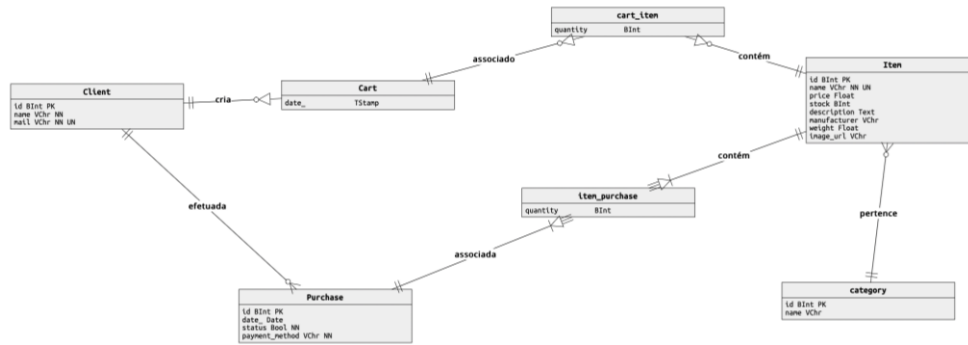 cart_item
quantity BInt
associado
contém
Item
id BInt PK
name VChr NN UN
price Float
stock BInt
description Text
manufacturer VChr
weight Float
image_url VChr
Client
id BInt PK
name VChr NN
mail VChr NN UN
cria
Cart
date_ TStamp
contém
item_purchase
quantity BInt
efetuada
pertence
associada
Purchase
id BInt PK
date_ Date
status Bool NN
payment_method VChr NN
category
id BInt PK
name VChr